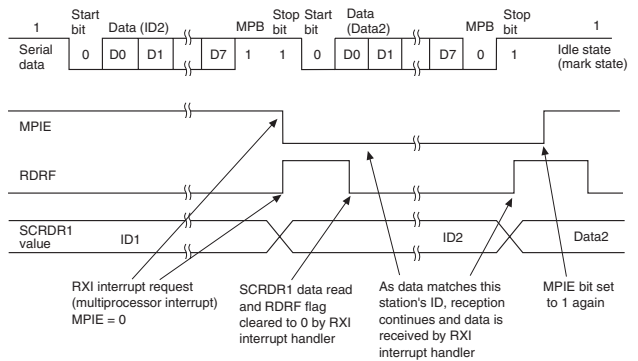 1 Start bit Data (ID2) MPB Stop bit Start bit Data (Data2) MPB Stop bit 1
Serial data 0 D0 D1 D7 1 1 0 D0 D1 D7 0 1 Idle state (mark state)
MPIE
RDRF
SCRDR1 value ID1 ID2 Data2
RXI interrupt request
(multiprocessor interrupt)
MPIE = 0
SCRDR1 data read
and RDRF flag
cleared to 0 by RXI
interrupt handler
As data matches this
station's ID, reception
continues and data is
received by RXI
interrupt handler
MPIE bit set
to 1 again